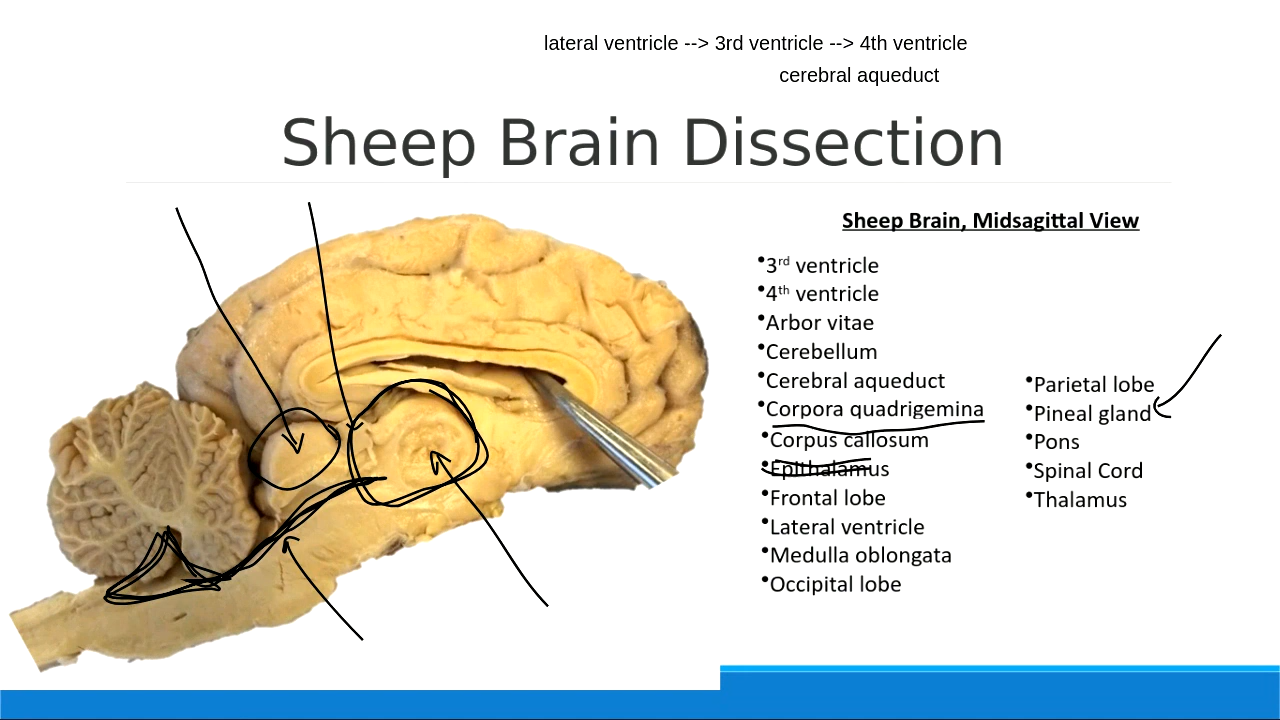 lateral ventricle --> 3rd ventricle --> 4th ventricle
cerebral aqueduct
Sheep Brain Dissection
Sheep Brain, Midsagittal View
•3rd ventricle
•4th ventricle
•Arbor vitae
•Cerebellum
•Cerebral aqueduct
•Corpora quadrigemina
•Corpus callosum
•Epithalamus
•Frontal lobe
•Lateral ventricle
•Medulla oblongata
•Occipital lobe
•Parietal lobe
•Pineal gland
•Pons
•Spinal Cord
•Thalamus